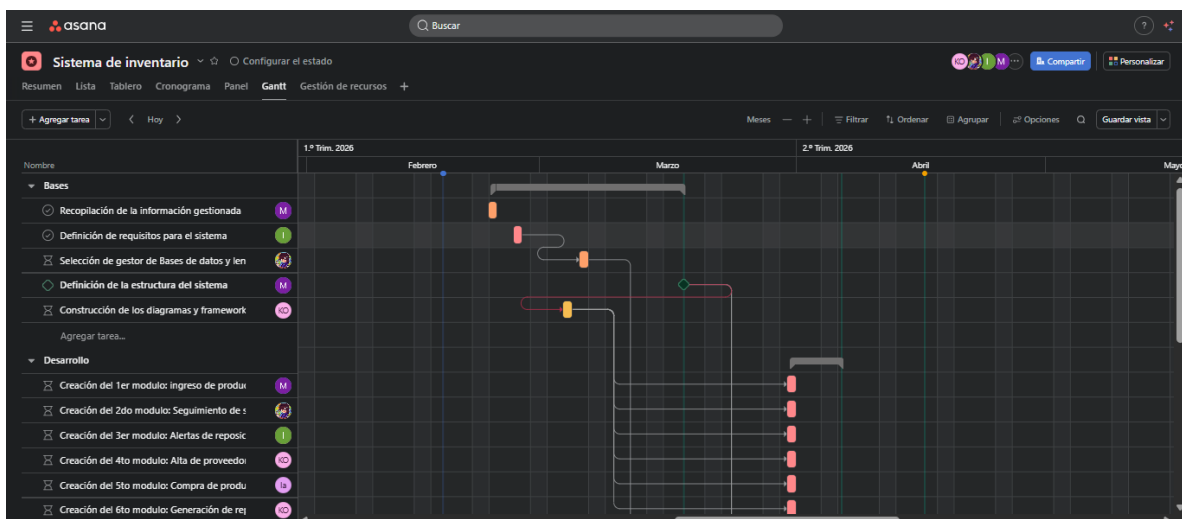 asana
Buscar
?
Sistema de inventario Configurar el estado
KO I M ... Compartir Personalizar
Resumen Lista Tablero Cronograma Panel Gantt Gestión de recursos +
+ Agregar tarea Hoy Meses Filtrar Ordenar Agrupar Opciones Guardar vista
1.º Trim. 2026 2.º Trim. 2026
Nombre Febrero Marzo Abril Mayo
Bases
Recopilación de la información gestionada M
Definición de requisitos para el sistema I
Selección de gestor de Bases de datos y len
Definición de la estructura del sistema M
Construcción de los diagramas y framework KO
Agregar tarea...
Desarrollo
Creación del 1er modulo: ingreso de produc M
Creación del 2do modulo: Seguimiento de s
Creación del 3er modulo: Alertas de reposic I
Creación del 4to modulo: Alta de proveedo KO
Creación del 5to modulo: Compra de produ la
Creación del 6to modulo: Generación de rep KO